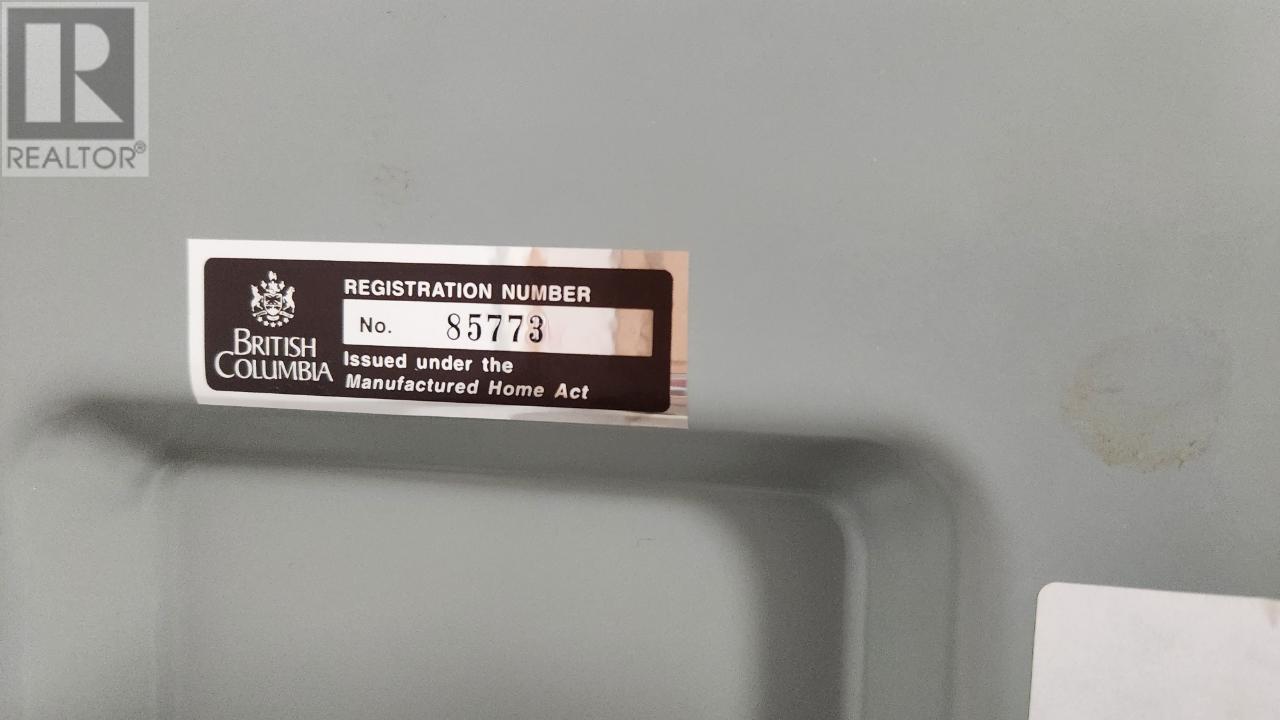 REALTOR®
REGISTRATION NUMBER
No. 85773
BRITISH
COLUMBIA
Issued under the
Manufactured Home Act